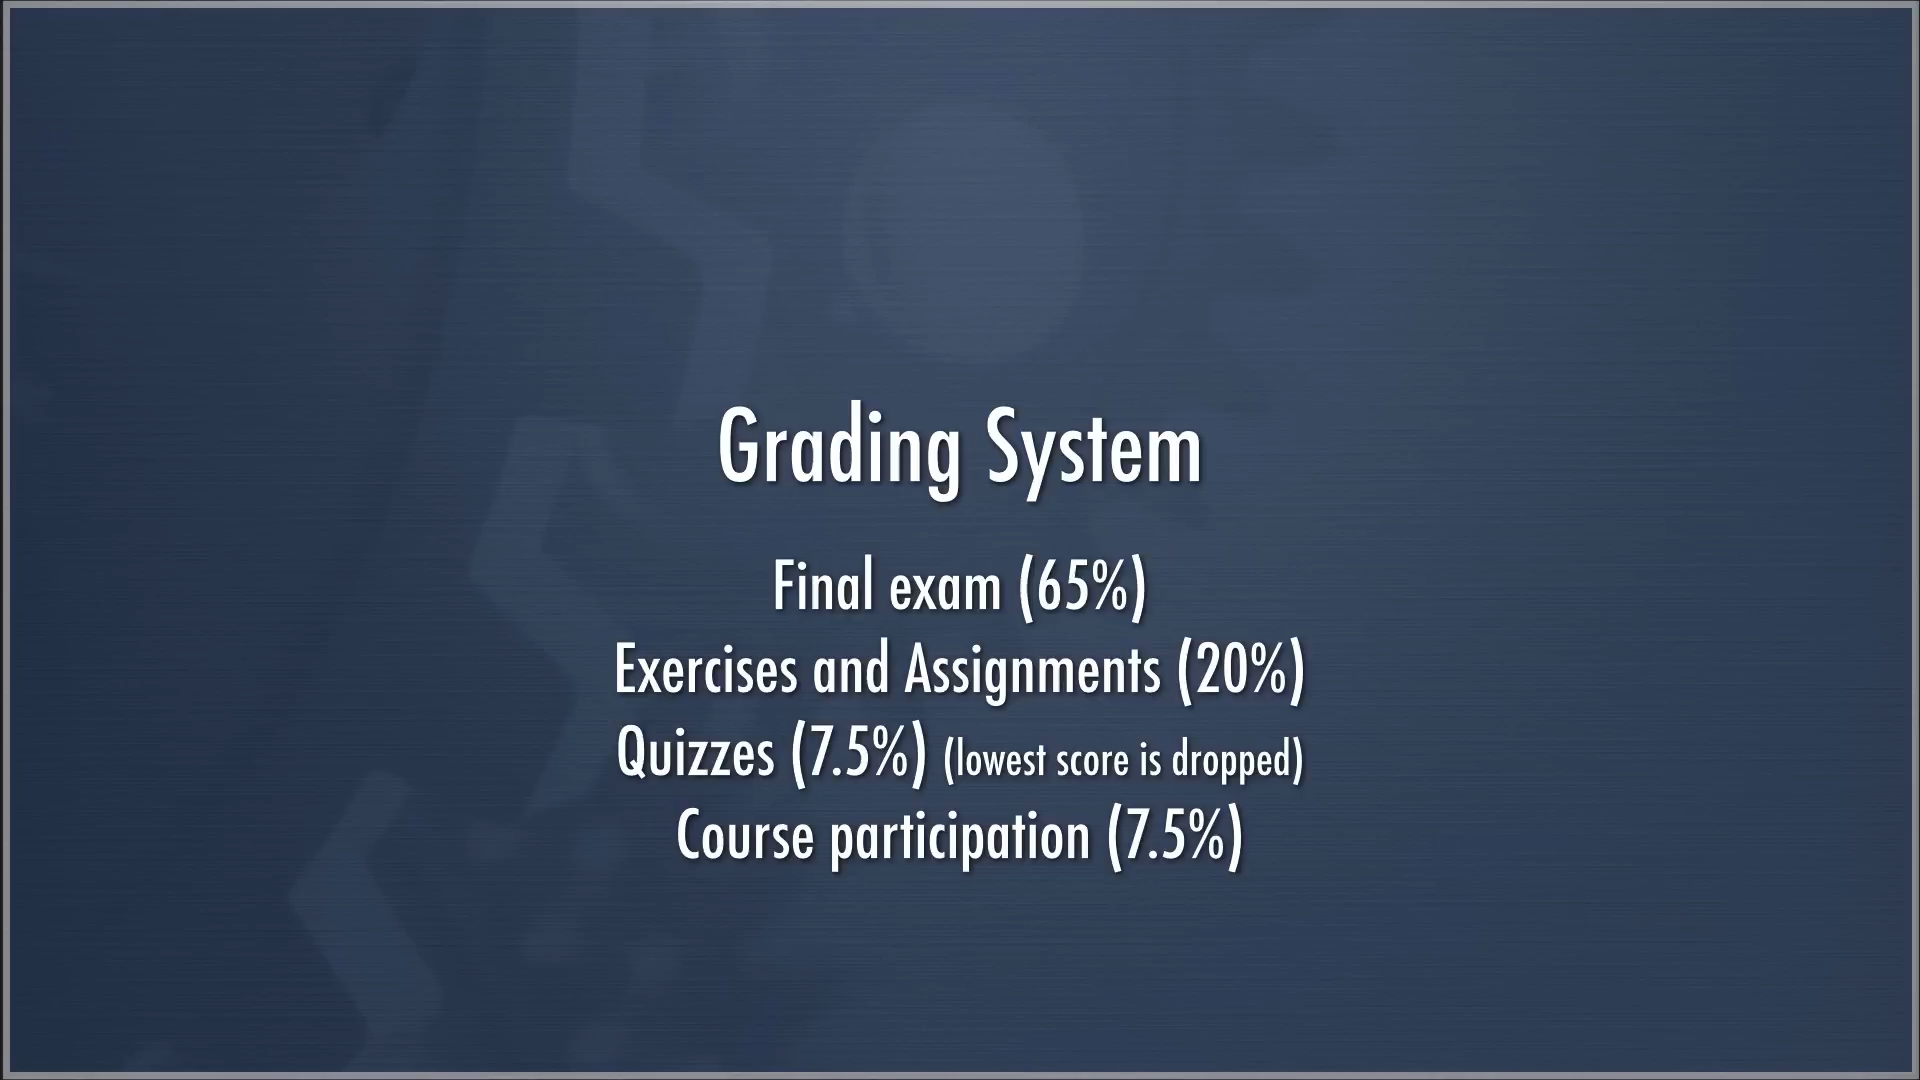 Grading System
Final exam (65%)
Exercises and Assignments (20%)
Quizzes (7.5%) (lowest score is dropped)
Course participation (7.5%)